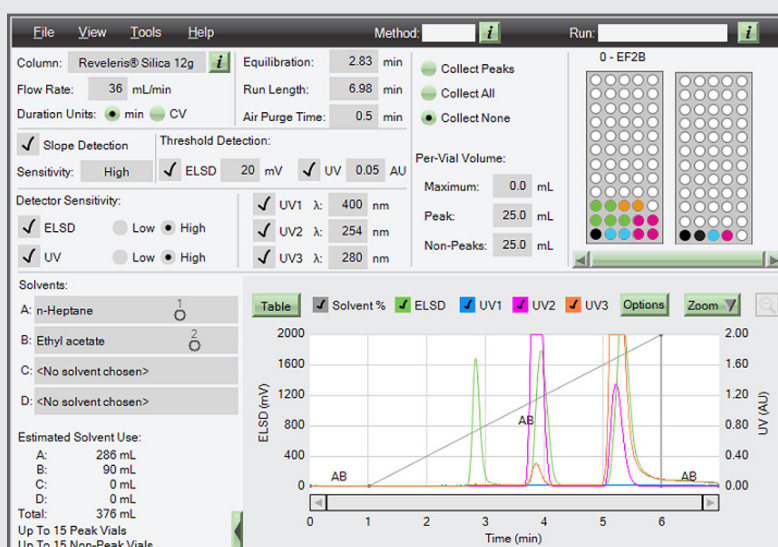 File View Tools Help Method: i Run: i
Column: Reveleris® Silica 12g i
Flow Rate: 36 mL/min
Duration Units: min CV
Equilibration: 2.83 min
Run Length: 6.98 min
Air Purge Time: 0.5 min
Collect Peaks
Collect All
Collect None
0 - EF2B
Slope Detection
Sensitivity: High
Threshold Detection:
ELSD 20 mV UV 0.05 AU
Per-Vial Volume:
Maximum: 0.0 mL
Peak: 25.0 mL
Non-Peaks: 25.0 mL
Detector Sensitivity:
ELSD Low High
UV Low High
UV1 λ: 400 nm
UV2 λ: 254 nm
UV3 λ: 280 nm
Solvents:
A: n-Heptane 1
B: Ethyl acetate 2
C: <No solvent chosen>
D: <No solvent chosen>
Estimated Solvent Use:
A: 286 mL
B: 90 mL
C: 0 mL
D: 0 mL
Total: 376 mL
Up To 15 Peak Vials
Up To 15 Non-Peak Vials
Table Solvent % ELSD UV1 UV2 UV3 Options Zoom
2000 2.00
1600 1.60
1200 1.20
800 0.80
400 0.40
0 0.00
ELSD (mV)
UV (AU)
AB
AB
AB
0 1 2 3 4 5 6
Time (min)